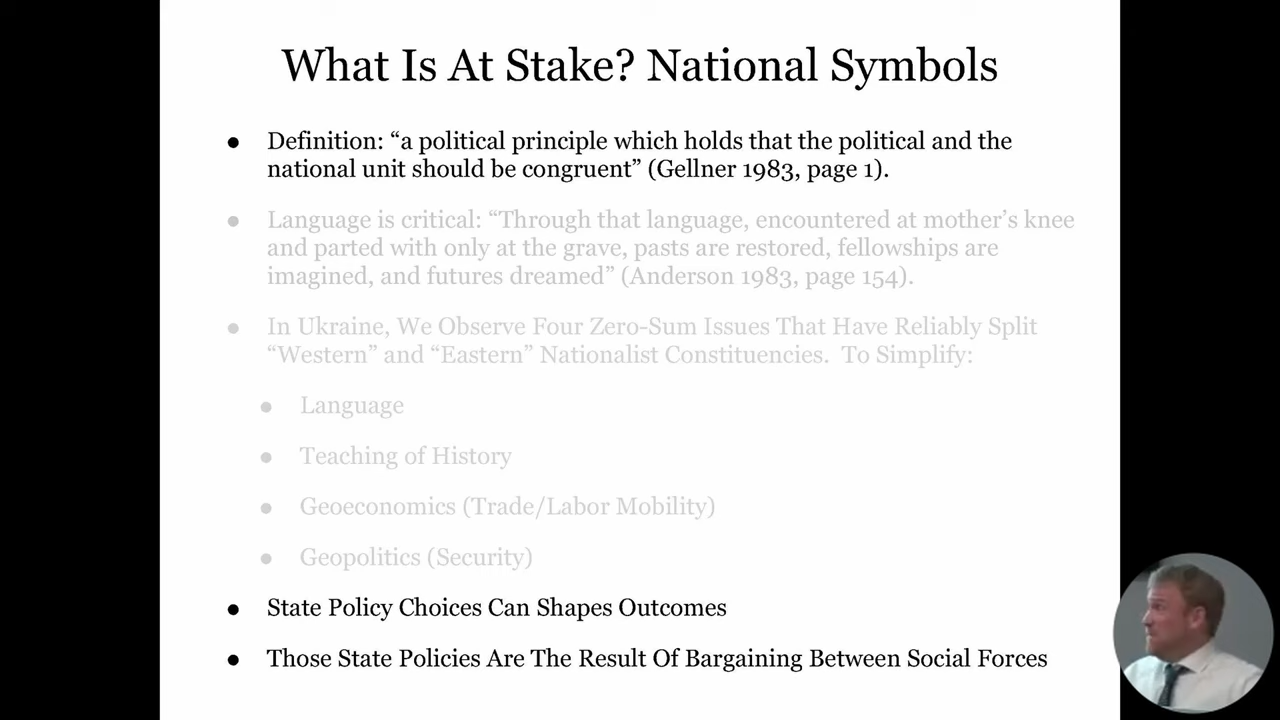 What Is At Stake? National Symbols
● Definition: “a political principle which holds that the political and the
national unit should be congruent” (Gellner 1983, page 1).
● Language is critical: “Through that language, encountered at mother’s knee
and parted with only at the grave, pasts are restored, fellowships are
imagined, and futures dreamed” (Anderson 1983, page 154).
● In Ukraine, We Observe Four Zero-Sum Issues That Have Reliably Split
“Western” and “Eastern” Nationalist Constituencies.  To Simplify:
● Language
● Teaching of History
● Geoeconomics (Trade/Labor Mobility)
● Geopolitics (Security)
● State Policy Choices Can Shapes Outcomes
● Those State Policies Are The Result Of Bargaining Between Social Forces